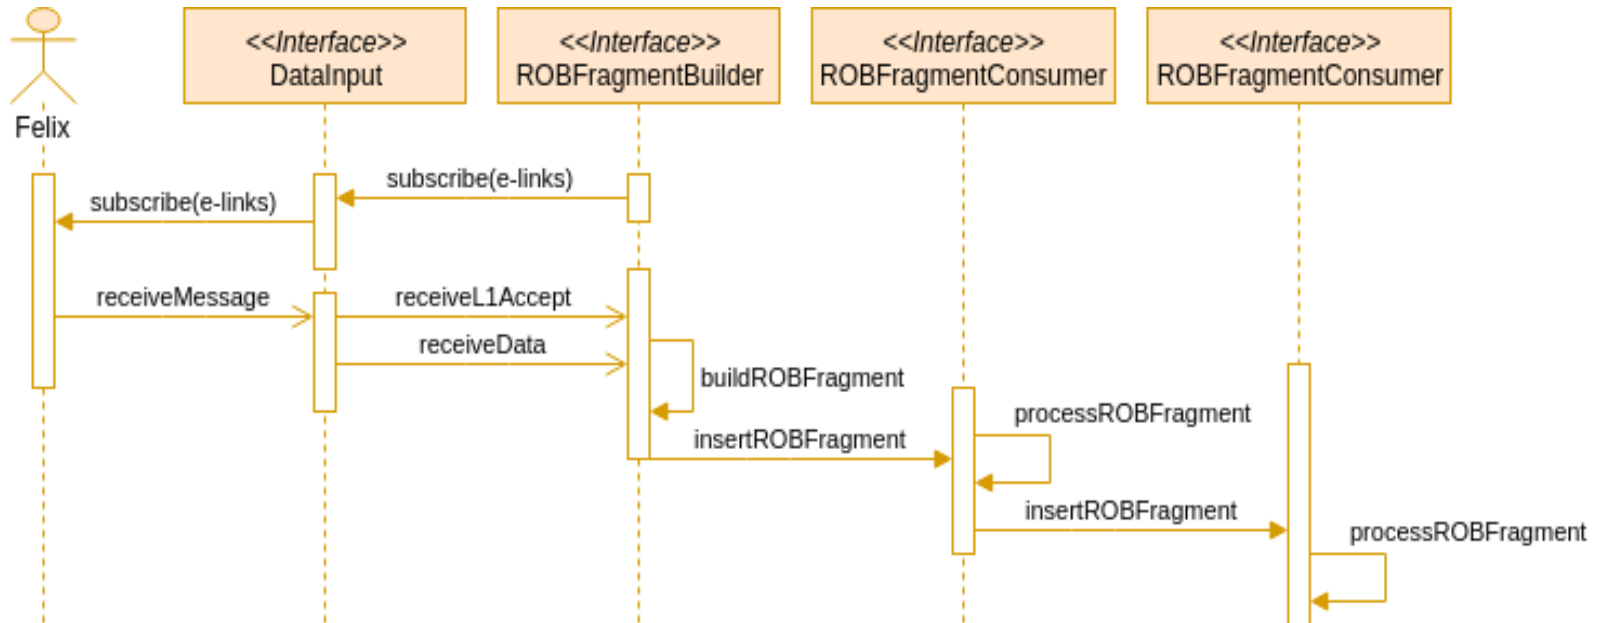 <<Interface>>
DataInput
<<Interface>>
ROBFragmentBuilder
<<Interface>>
ROBFragmentConsumer
<<Interface>>
ROBFragmentConsumer
Felix
subscribe(e-links)
subscribe(e-links)
receiveMessage
receiveL1Accept
receiveData
buildROBFragment
processROBFragment
insertROBFragment
insertROBFragment
processROBFragment